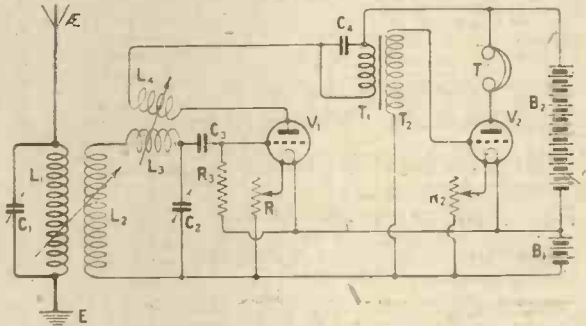 Æ
C₄
L₄
T
V₁
V₂
B₂
T₁
T₂
C₃
L₃
L₁
R₃
R
R₂
C₁
L₂
C₂
B₁
E